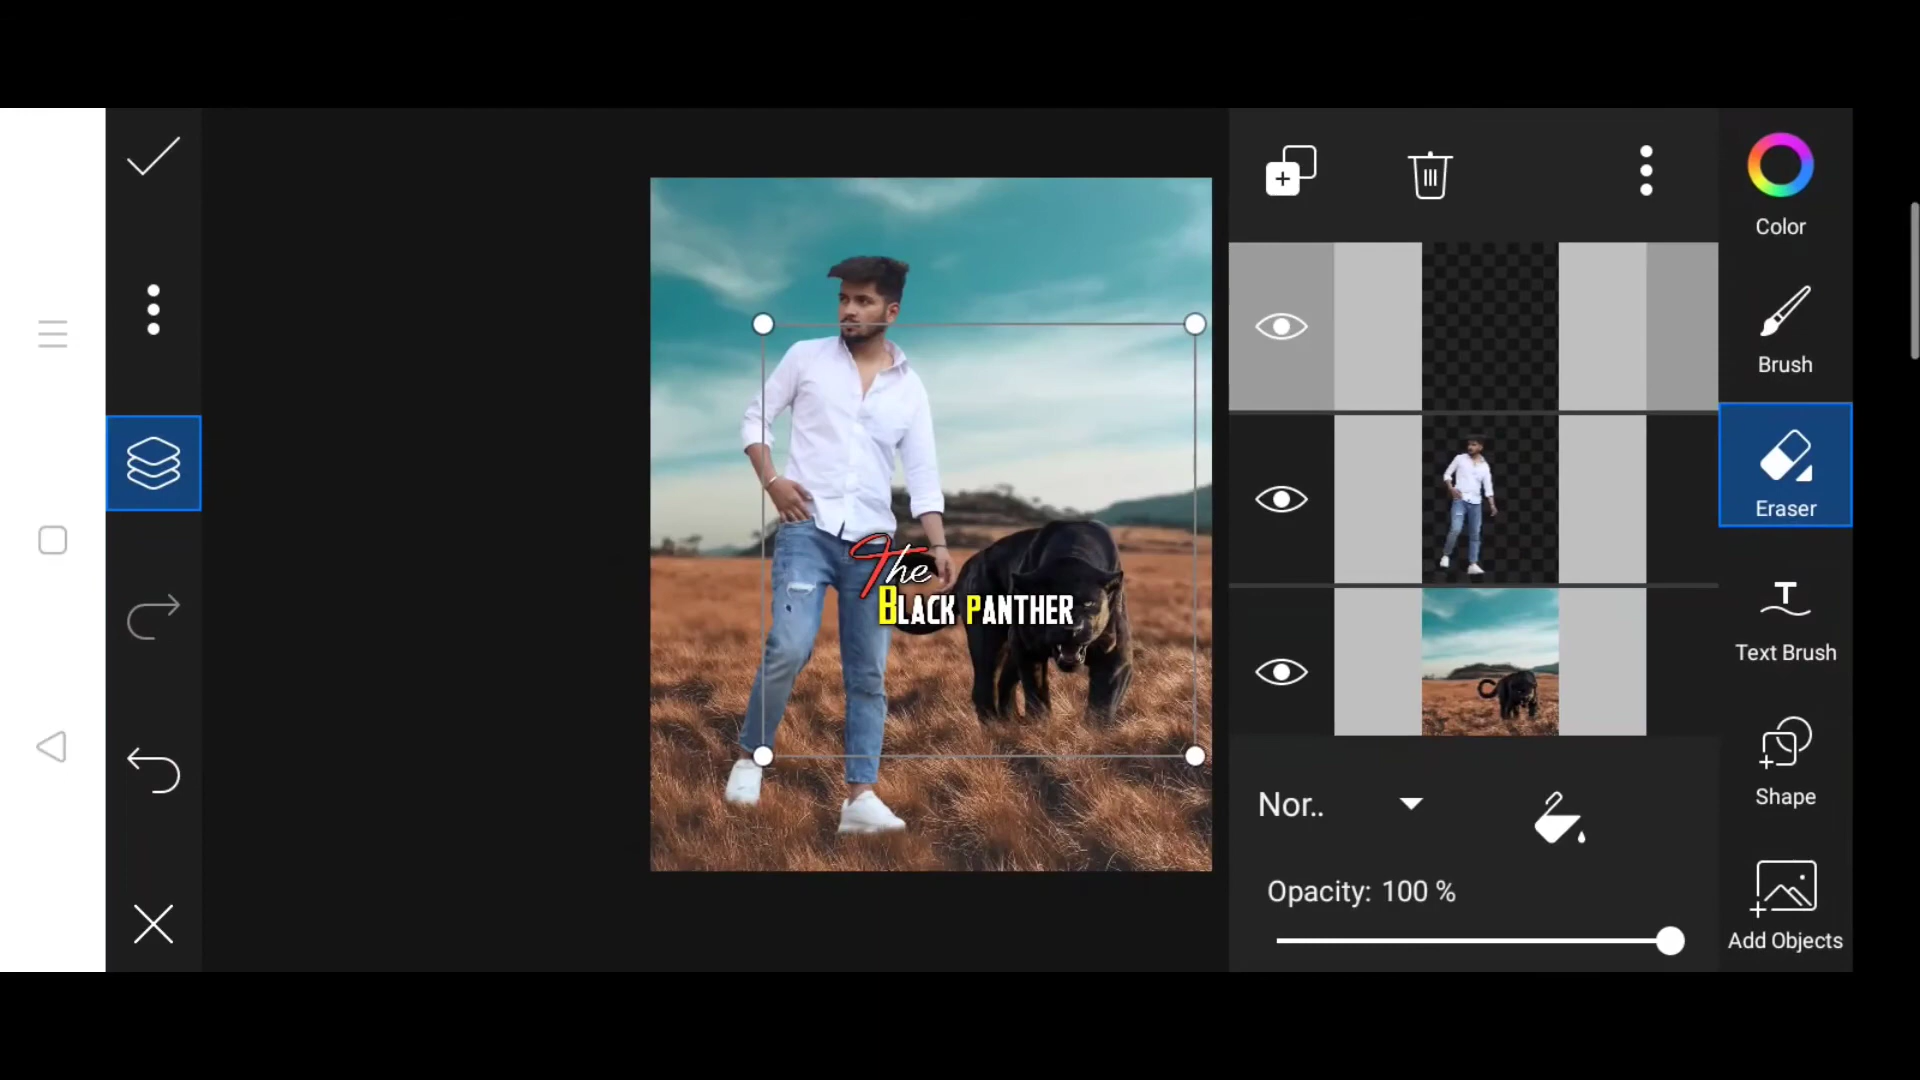 Color
Brush
Eraser
The
BLACK PANTHER
Text Brush
Shape
Nor..
Opacity: 100 %
Add Objects